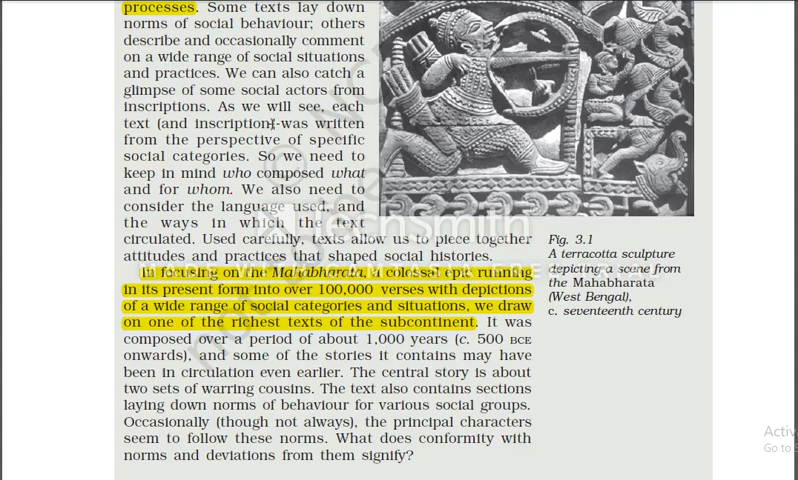 processes. Some texts lay down
norms of social behaviour; others
describe and occasionally comment
on a wide range of social situations
and practices. We can also catch a
glimpse of some social actors from
inscriptions. As we will see, each
text (and inscription) was written
from the perspective of specific
social categories. So we need to
keep in mind who composed what
and for whom. We also need to
consider the language used, and
the ways in which the text
circulated. Used carefully, texts allow us to piece together
attitudes and practices that shaped social histories.
In focusing on the Mahabharata, a colossal epic running
in its present form into over 100,000 verses with depictions
of a wide range of social categories and situations, we draw
on one of the richest texts of the subcontinent. It was
composed over a period of about 1,000 years (c. 500 BCE
onwards), and some of the stories it contains may have
been in circulation even earlier. The central story is about
two sets of warring cousins. The text also contains sections
laying down norms of behaviour for various social groups.
Occasionally (though not always), the principal characters
seem to follow these norms. What does conformity with
norms and deviations from them signify?
Fig. 3.1
A terracotta sculpture
depicting a scene from
the Mahabharata
(West Bengal),
c. seventeenth century
TechSmith
Activ
Go to S